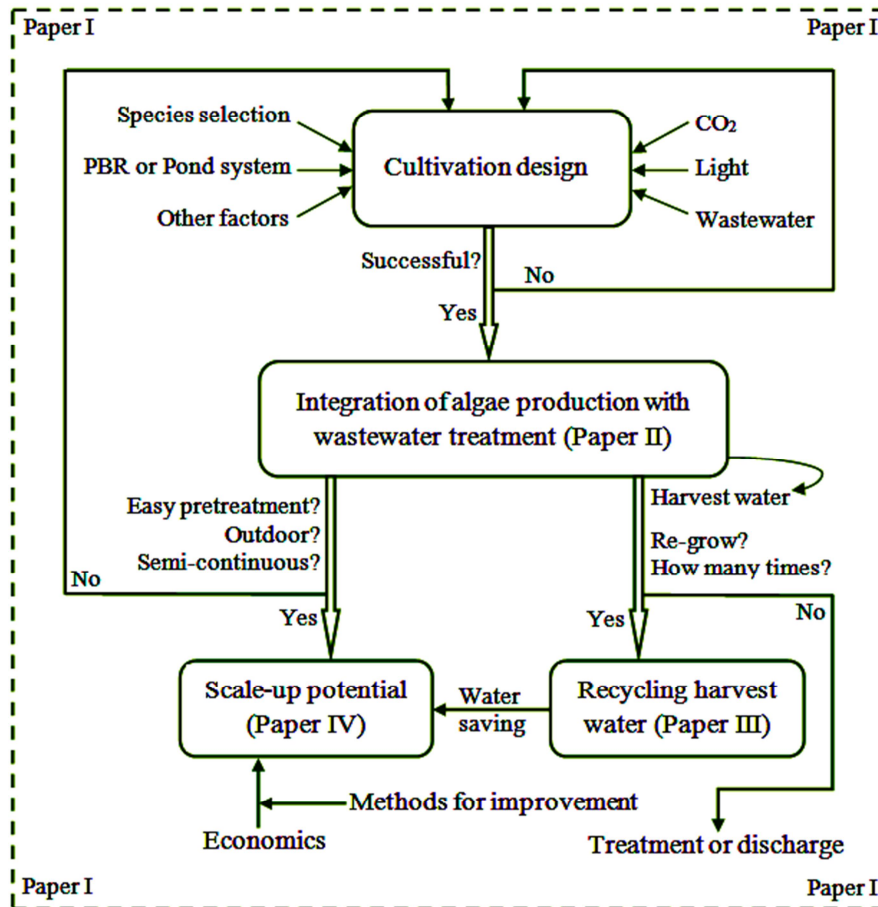 Paper I
Paper I
Species selection
PBR or Pond system
Other factors
Cultivation design
CO₂
Light
Wastewater
Successful?
No
Yes
Integration of algae production with
wastewater treatment (Paper II)
Harvest water
Easy pretreatment?
Outdoor?
Semi-continuous?
No
Yes
Re-grow?
How many times?
No
Yes
Scale-up potential
(Paper IV)
Water
saving
Recycling harvest
water (Paper III)
Methods for improvement
Economics
Treatment or discharge
Paper I
Paper I